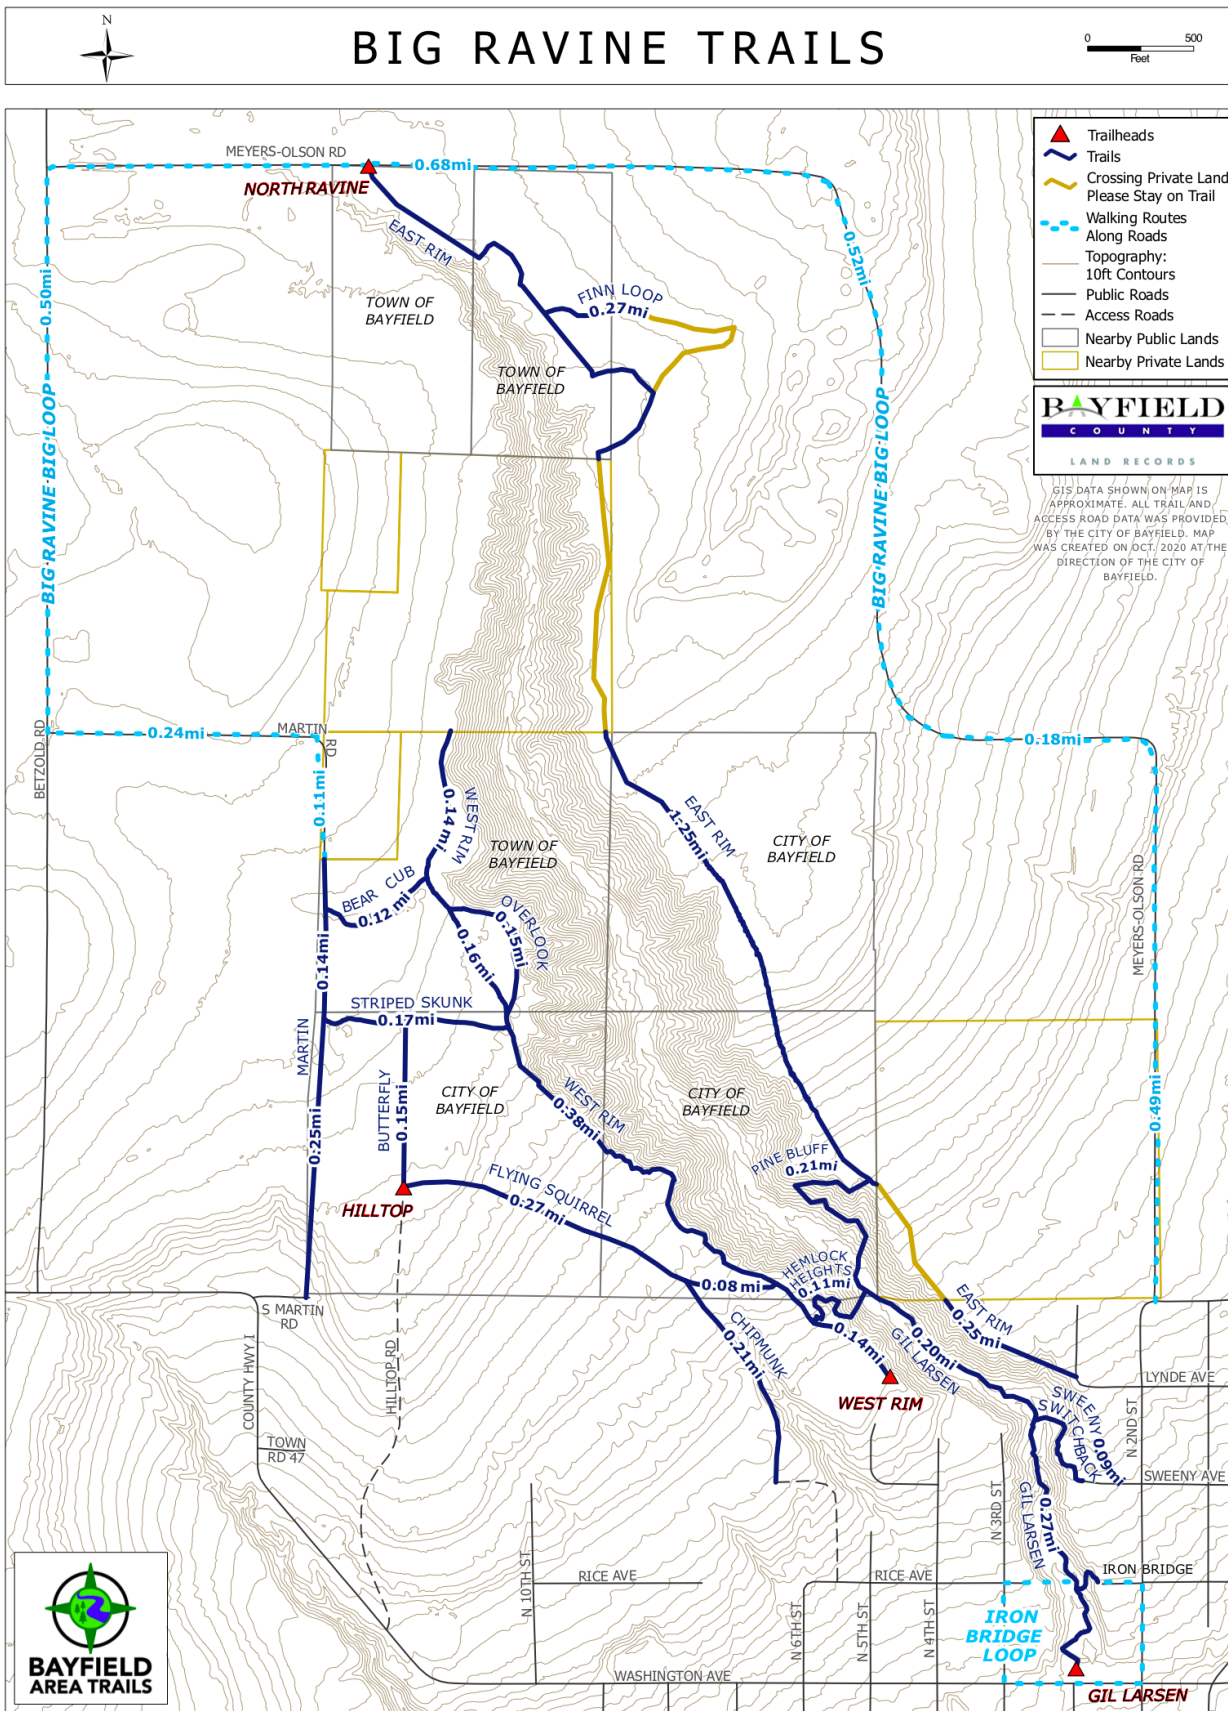 N
BIG RAVINE TRAILS
0 500
Feet
MEYERS-OLSON RD
0.68mi
NORTH RAVINE
EAST RIM
TOWN OF
BAYFIELD
FINN LOOP
0.27mi
0.52mi
0.50mi
BIG RAVINE BIG LOOP
TOWN OF
BAYFIELD
BIG RAVINE BIG LOOP
Trailheads
Trails
Crossing Private Land
Please Stay on Trail
Walking Routes
Along Roads
Topography:
10ft Contours
Public Roads
Access Roads
Nearby Public Lands
Nearby Private Lands
BAYFIELD
COUNTY
LAND RECORDS
GIS DATA SHOWN ON MAP IS
APPROXIMATE. ALL TRAIL AND
ACCESS ROAD DATA WAS PROVIDED
BY THE CITY OF BAYFIELD. MAP
WAS CREATED ON OCT. 2020 AT THE
DIRECTION OF THE CITY OF
BAYFIELD.
BETZOLD RD
0.24mi
MARTIN
RD
0.11mi
0.18mi
WEST RIM
0.14mi
TOWN OF
BAYFIELD
EAST RIM
1.25mi
CITY OF
BAYFIELD
MEYERS-OLSON RD
BEAR CUB
0.12 mi
OVERLOOK
0.15mi
0.16mi
0.14mi
STRIPED SKUNK
0.17mi
MARTIN
0.25mi
BUTTERFLY
0.15mi
CITY OF
BAYFIELD
WEST RIM
0.38mi
CITY OF
BAYFIELD
0.49mi
PINE BLUFF
0.21mi
HILLTOP
FLYING SQUIRREL
0.27mi
0.08 mi
HEMLOCK
HEIGHTS
0.11mi
0.14mi
S MARTIN
RD
COUNTY HWY I
HILLTOP RD
TOWN
RD 47
CHIPMUNK
0.21mi
WEST RIM
GIL LARSEN
0.20mi
EAST RIM
0.25mi
LYNDE AVE
N 2ND ST
SWEENY
SWITCHBACK
0.09mi
SWEENY AVE
N 3RD ST
GIL LARSEN
0.27mi
IRON BRIDGE
N 10TH ST
RICE AVE
RICE AVE
N 6TH ST
N 5TH ST
N 4TH ST
IRON
BRIDGE
LOOP
WASHINGTON AVE
GIL LARSEN
BAYFIELD
AREA TRAILS